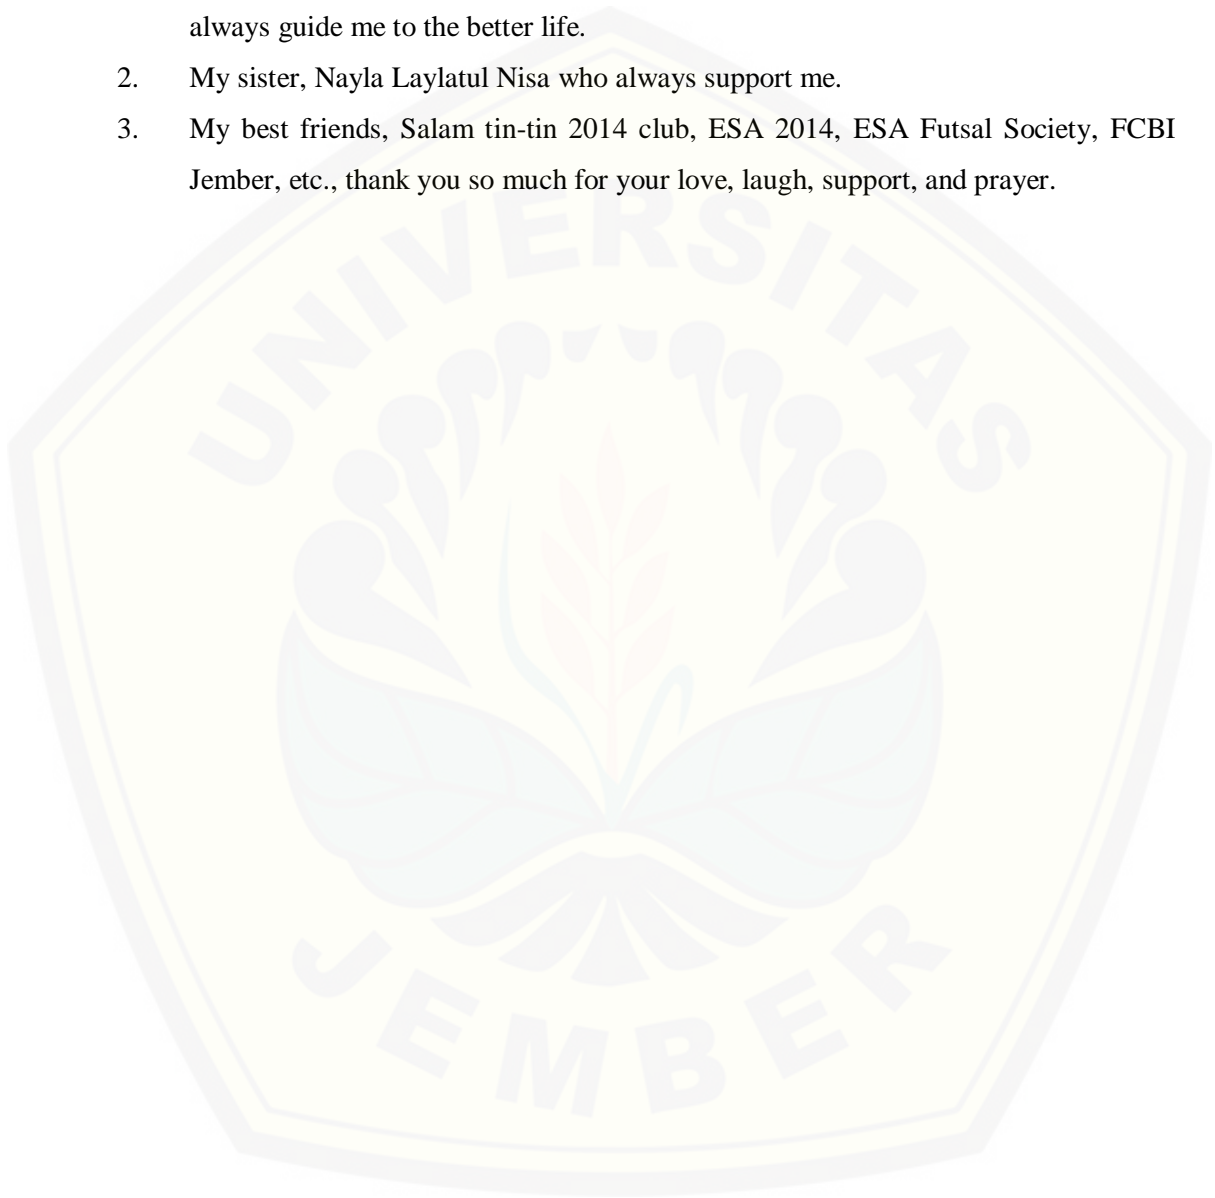 always guide me to the better life.
2. My sister, Nayla Laylatul Nisa who always support me.
3. My best friends, Salam tin-tin 2014 club, ESA 2014, ESA Futsal Society, FCBI
Jember, etc., thank you so much for your love, laugh, support, and prayer.
UNIVERSITAS
JEMBER